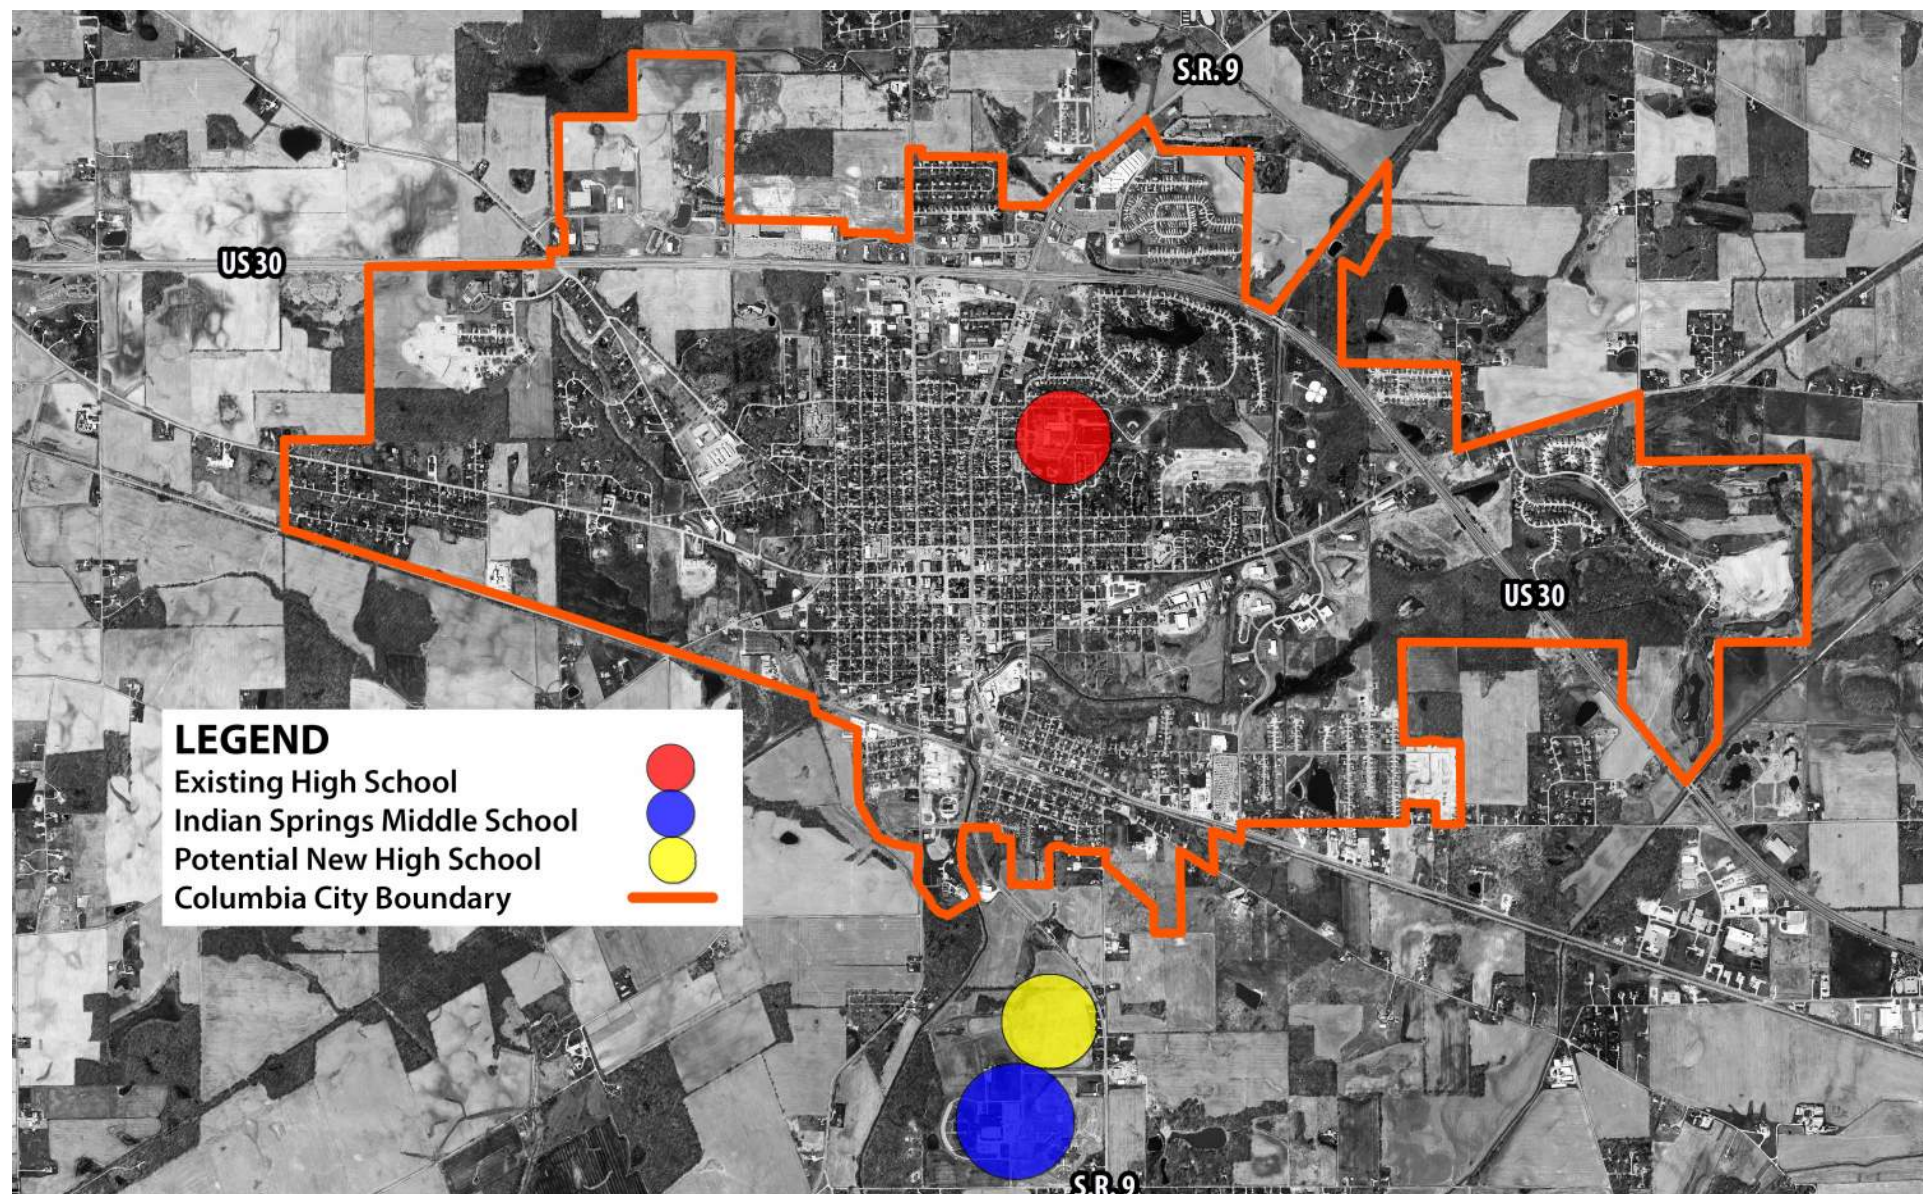 S.R. 9
US 30
US 30
LEGEND
Existing High School
Indian Springs Middle School
Potential New High School
Columbia City Boundary
S.R. 9